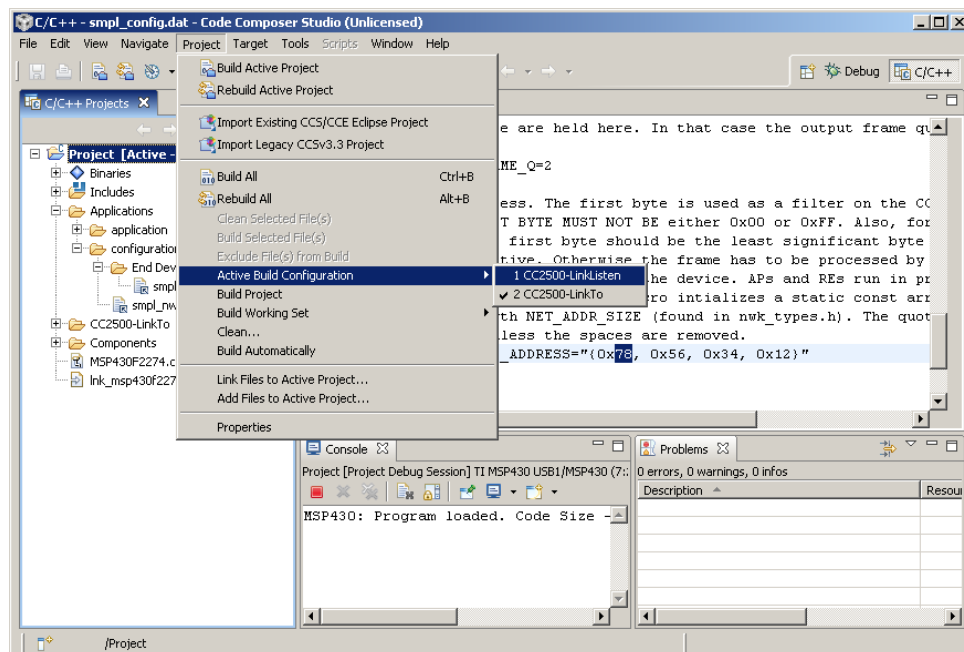 C/C++ - smpl_config.dat - Code Composer Studio (Unlicensed)
File Edit View Navigate Project Target Tools Scripts Window Help
Debug C/C++
C/C++ Projects
Project [Active -
Binaries
Includes
Applications
application
configuration
End Dev
smpl
smpl_nw
CC2500-LinkTo
Components
MSP430F2274.c
lnk_msp430f227
Build Active Project
Rebuild Active Project
Import Existing CCS/CCE Eclipse Project
Import Legacy CCSv3.3 Project
Build All Ctrl+B
Rebuild All Alt+B
Clean Selected File(s)
Build Selected File(s)
Exclude File(s) from Build
Active Build Configuration
Build Project
Build Working Set
Clean...
Build Automatically
Link Files to Active Project...
Add Files to Active Project...
Properties
1 CC2500-LinkListen
2 CC2500-LinkTo
e are held here. In that case the output frame qu
ME_Q=2
ess. The first byte is used as a filter on the CC
T BYTE MUST NOT BE either 0x00 or 0xFF. Also, for
first byte should be the least significant byte
tive. Otherwise the frame has to be processed by
he device. APs and REs run in pr
ro intializes a static const arr
th NET_ADDR_SIZE (found in nwk_types.h). The quot
less the spaces are removed.
_ADDRESS="{0x78, 0x56, 0x34, 0x12}"
Console
Project [Project Debug Session] TI MSP430 USB1/MSP430 (7:
MSP430: Program loaded. Code Size -
Problems
0 errors, 0 warnings, 0 infos
Description Resour
/Project